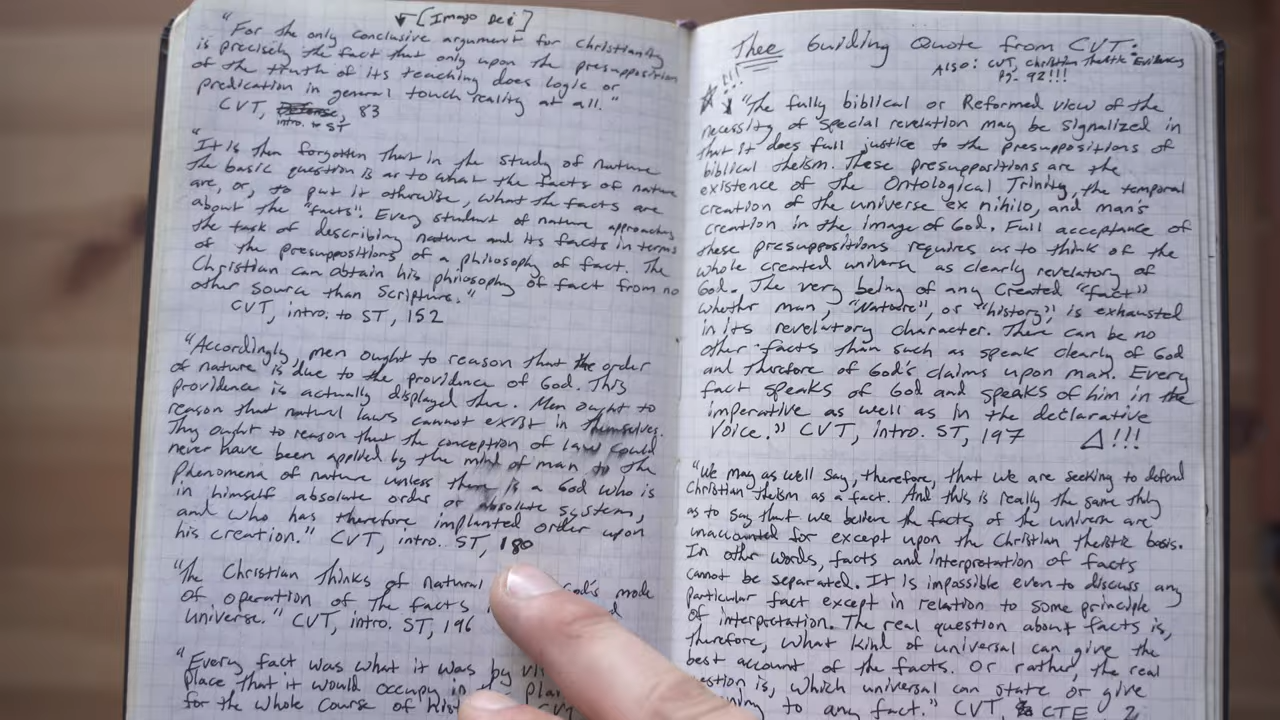 ▼[Imago Dei]
"For the only conclusive argument for Christianity
is precisely the fact that only upon the presupposition
of the truth of its teaching does logic or
predication in general touch reality at all."
CVT, Defense, 83
intro. to ST
"It is then forgotten that in the study of nature
the basic question is as to what the facts of nature
are, or, to put it otherwise, what the facts are
about the "facts". Every student of nature approaches
the task of describing nature and its facts in terms
of the presuppositions of a philosophy of fact. The
Christian can obtain his philosophy of fact from no
other source than Scripture."
CVT, intro. to ST, 152
"Accordingly, men ought to reason that the order
of nature is due to the providence of God. This
providence is actually displayed there. Men ought to
reason that natural laws cannot exist in themselves.
They ought to reason that the conception of law could
never have been applied by the mind of man to the
phenomena of nature unless there is a God who is
in himself absolute order or absolute system,
and who has therefore implanted order upon
his creation." CVT, intro. ST, 180
"The Christian thinks of natural God's mode
of operation of the facts
universe." CVT, intro. ST, 196
"Every fact was what it was by
place that it would occupy in
for the whole course of
Thee Guiding Quote from CVT:
Also: CVT, Christian Theistic Evidences
Pg. 92!!!
☆!!! "The fully biblical or Reformed view of the
necessity of special revelation may be signalized in
that it does full justice to the presuppositions of
biblical theism. These presuppositions are the
existence of the Ontological Trinity, the temporal
creation of the universe ex nihilo, and man's
creation in the image of God. Full acceptance of
these presuppositions requires us to think of the
whole created universe as clearly revelatory of
God. The very being of any created "fact"
whether man, "Nature", or "history", is exhausted
in its revelatory character. There can be no
other facts than such as speak clearly of God
and therefore of God's claims upon man. Every
fact speaks of God and speaks of him in the
imperative as well as in the declarative
voice." CVT, intro. ST, 197 △!!!
"We may as well say, therefore, that we are seeking to defend
Christian theism as a fact. And this is really the same thing
as to say that we believe the facts of the universe are
unaccounted for except upon the Christian theistic basis.
In other words, facts and interpretation of facts
cannot be separated. It is impossible even to discuss any
particular fact except in relation to some principle
of interpretation. The real question about facts is,
therefore, what kind of universal can give the
best account of the facts. Or rather, the real
question is, which universal can state or give
to any fact." CVT, CTE 2